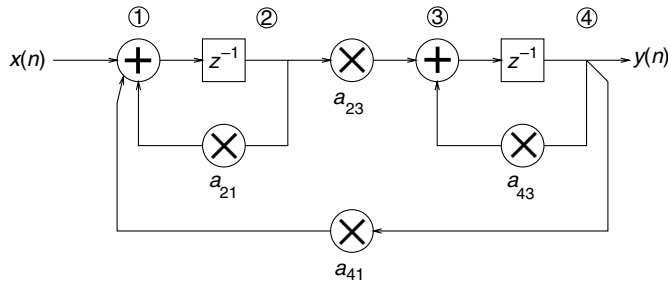 ① ② ③ ④
x(n) z⁻¹ z⁻¹ y(n)
a₂₃
a₂₁ a₄₃
a₄₁